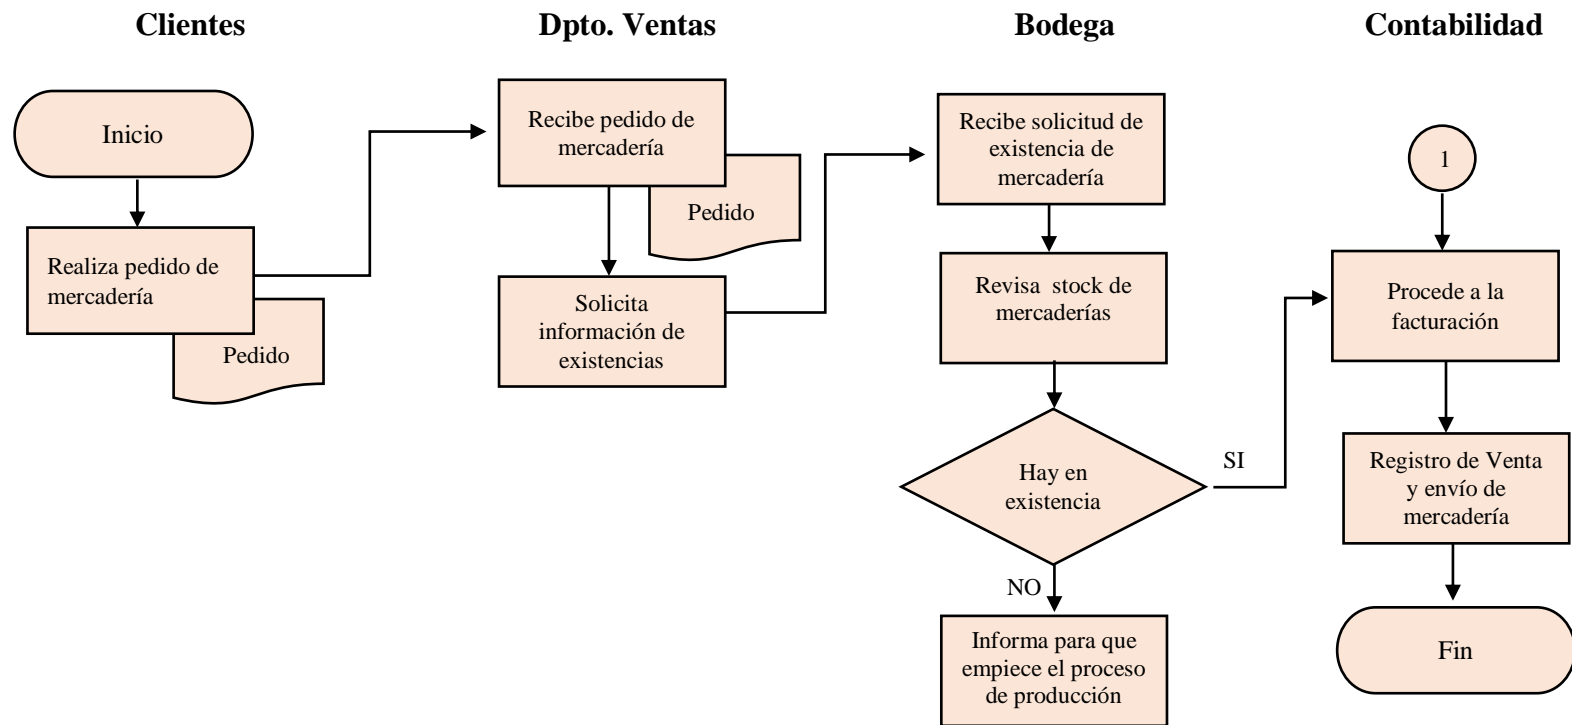 Clientes
Dpto. Ventas
Bodega
Contabilidad
Inicio
Realiza pedido de
mercadería
Pedido
Recibe pedido de
mercadería
Pedido
Solicita
información de
existencias
Recibe solicitud de
existencia de
mercadería
Revisa stock de
mercaderías
Hay en
existencia
SI
NO
Informa para que
empiece el proceso
de producción
1
Procede a la
facturación
Registro de Venta
y envío de
mercadería
Fin